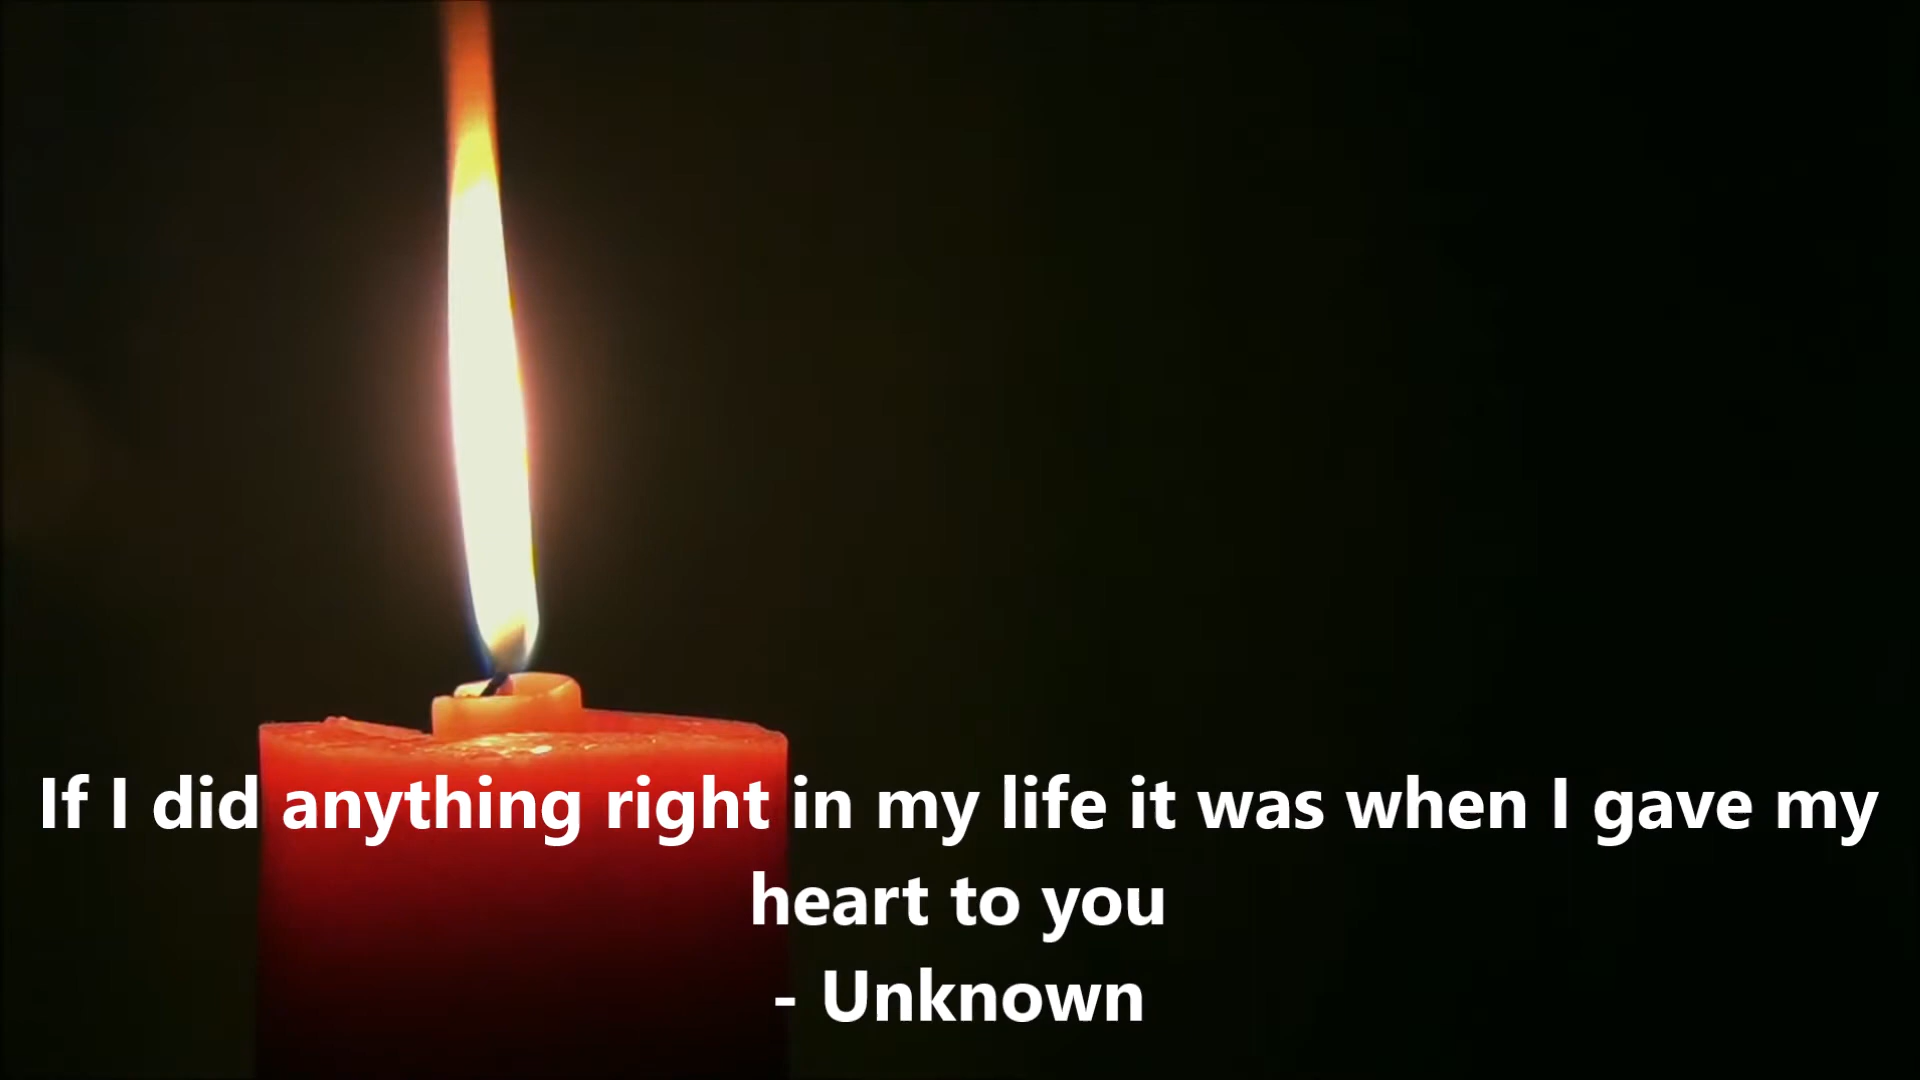 If I did anything right in my life it was when I gave my
heart to you
- Unknown